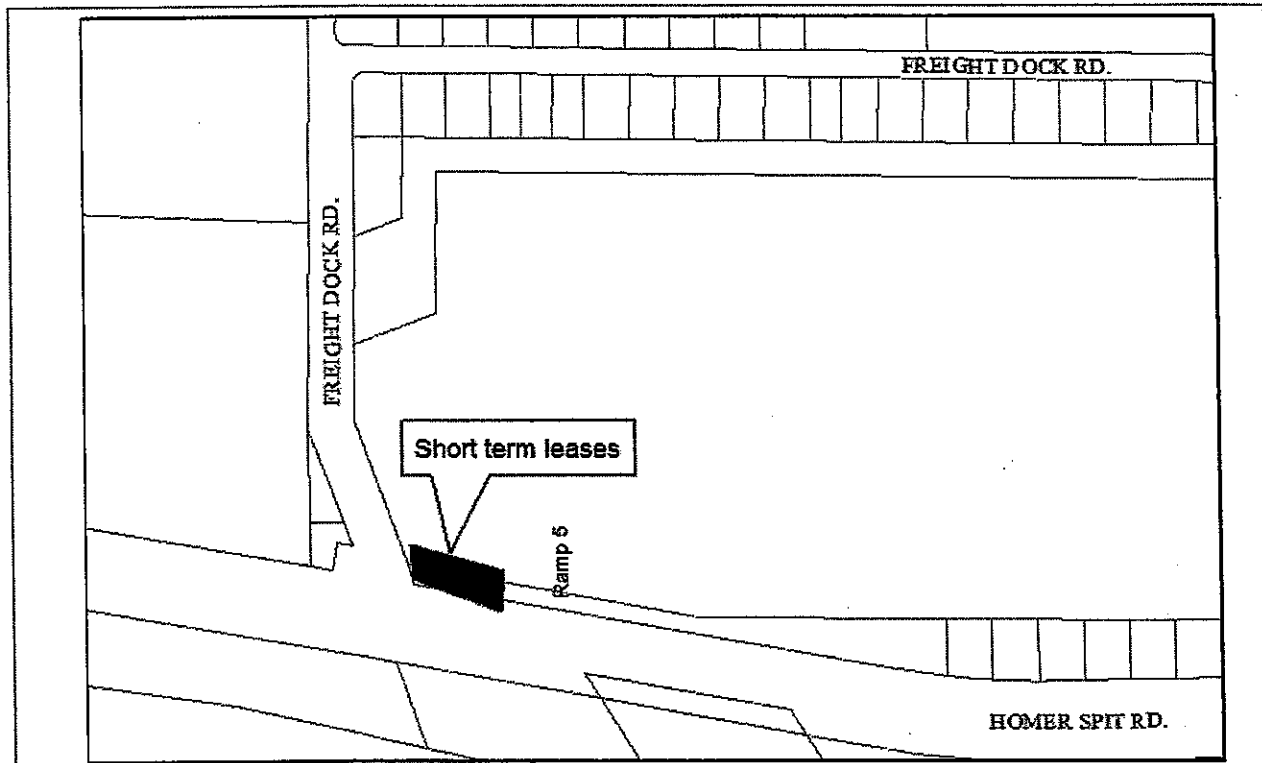 FREIGHT DOCK RD.
FREIGHT DOCK RD.
Short term leases
Ramp 5
HOMER SPIT RD.